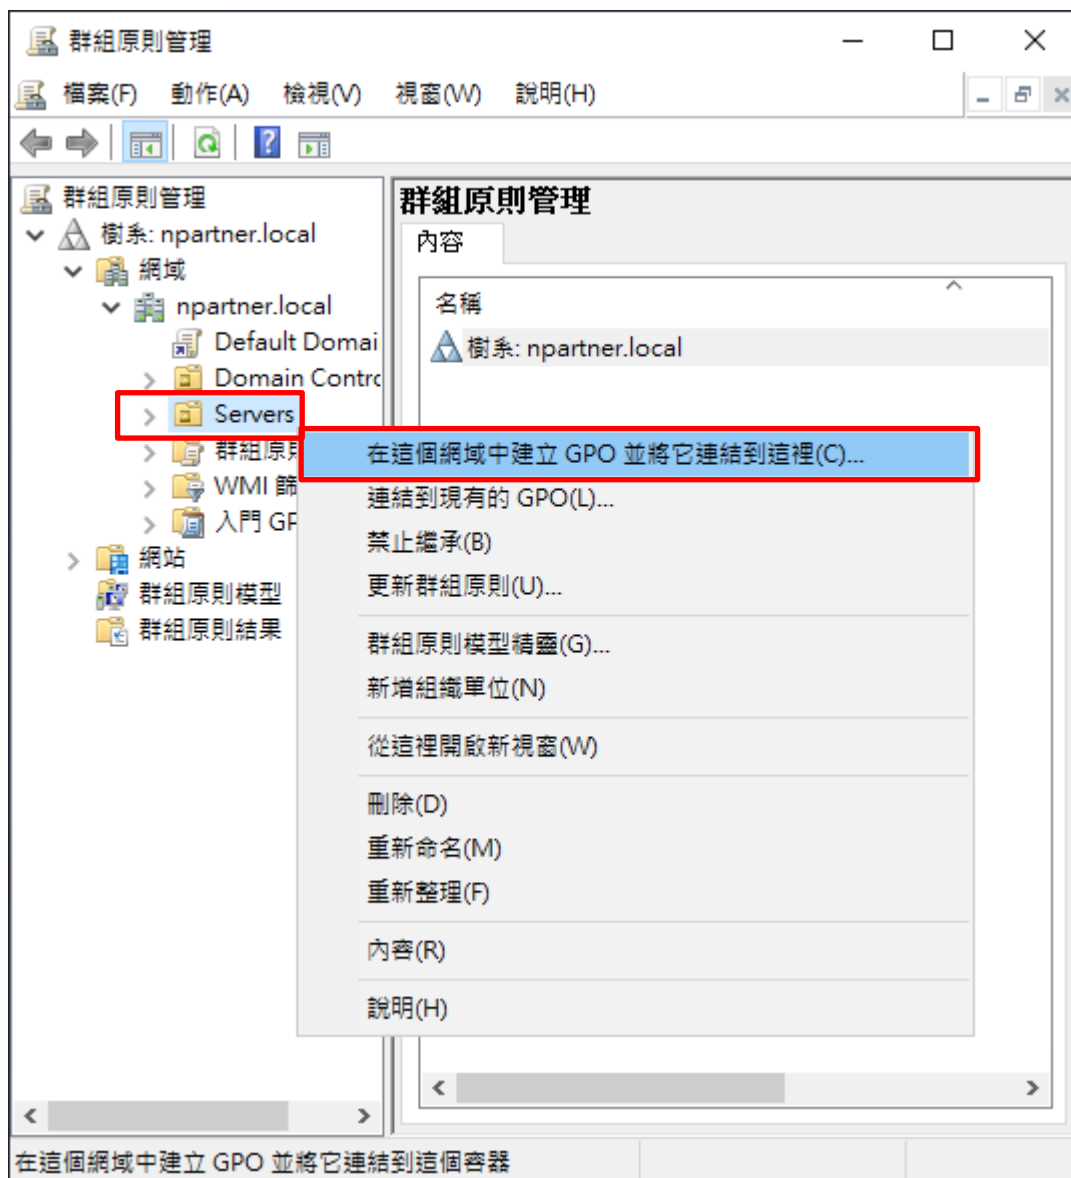 群組原則管理
檔案(F) 動作(A) 檢視(V) 視窗(W) 說明(H)
群組原則管理
樹系: npartner.local
網域
npartner.local
Default Domai
Domain Contro
Servers
群組原則
WMI 篩
入門 GP
網站
群組原則模型
群組原則結果
群組原則管理
內容
名稱
樹系: npartner.local
在這個網域中建立 GPO 並將它連結到這裡(C)...
連結到現有的 GPO(L)...
禁止繼承(B)
更新群組原則(U)...
群組原則模型精靈(G)...
新增組織單位(N)
從這裡開啟新視窗(W)
刪除(D)
重新命名(M)
重新整理(F)
內容(R)
說明(H)
在這個網域中建立 GPO 並將它連結到這個容器